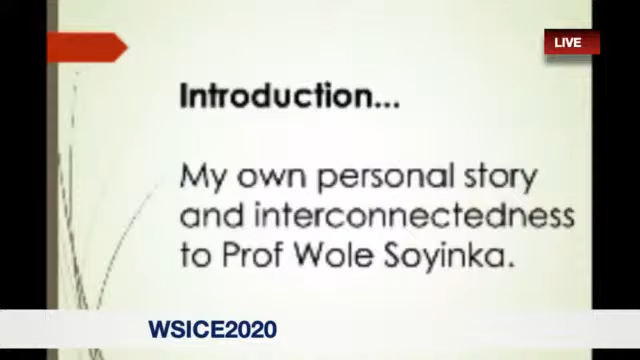 LIVE
Introduction...
My own personal story
and interconnectedness
to Prof Wole Soyinka.
WSICE2020